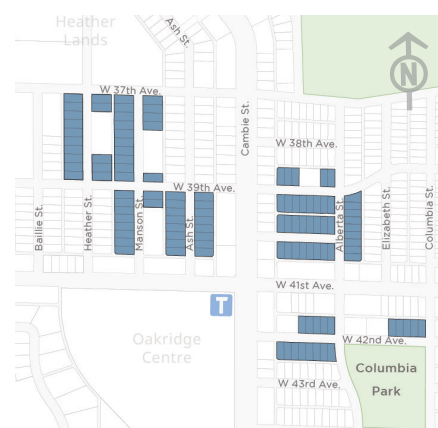 Heather
Lands
Ash St.
N
W 37th Ave.
Cambie St.
W 38th Ave.
W 39th Ave.
Baillie St.
Heather St.
Manson St.
Ash St.
Alberta St.
Elizabeth St.
Columbia St.
W 41st Ave.
T
Oakridge
Centre
W 42nd Ave.
Columbia
Park
W 43rd Ave.